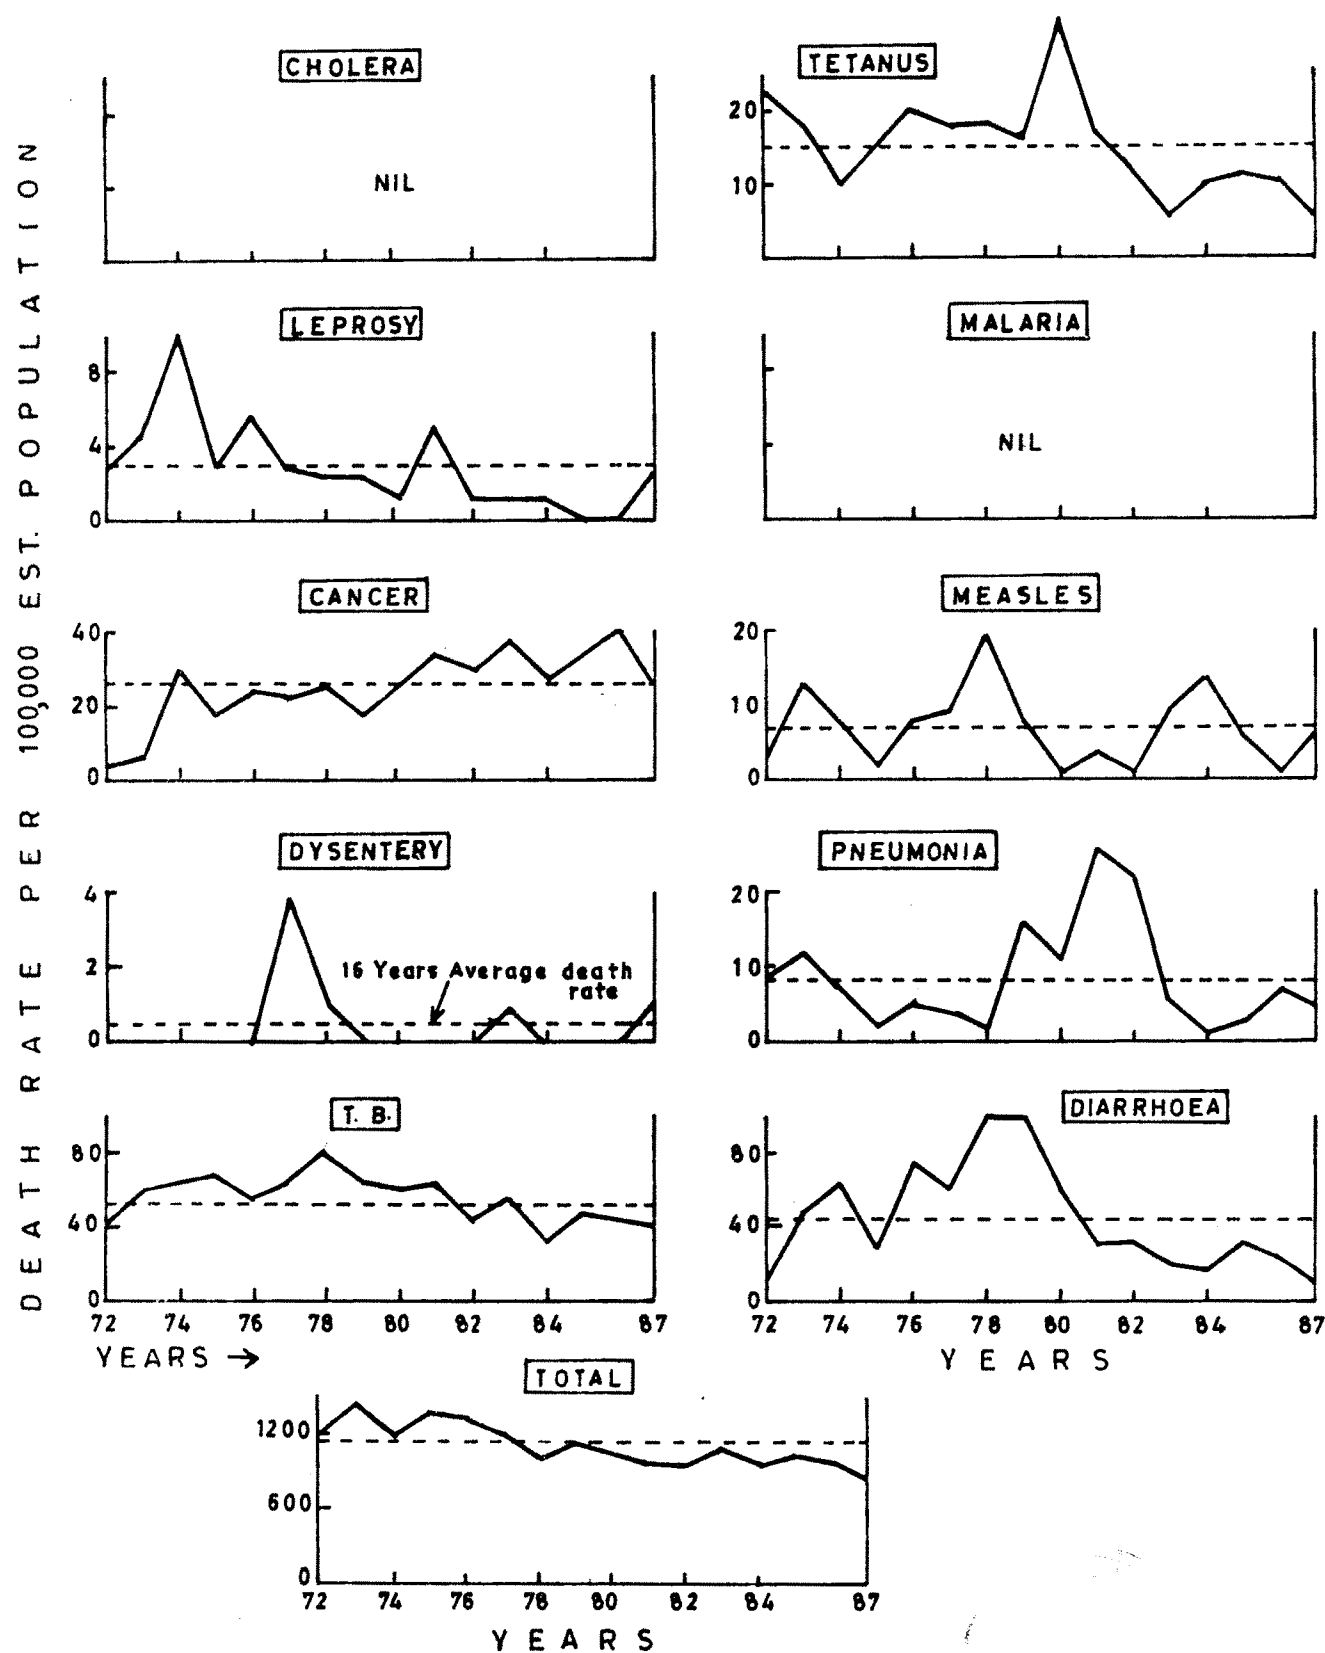 DEATH RATE PER 100,000 EST. POPULATION
CHOLERA
NIL
TETANUS
20
10
LEPROSY
8
4
0
MALARIA
NIL
CANCER
40
20
0
MEASLES
20
10
0
DYSENTERY
4
2
0
16 Years Average death
rate
PNEUMONIA
20
10
0
T. B.
80
40
0
72 74 76 78 80 82 84 87
YEARS →
DIARRHOEA
80
40
0
72 74 76 78 80 82 84 87
YEARS
TOTAL
1200
600
0
72 74 76 78 80 82 84 87
YEARS